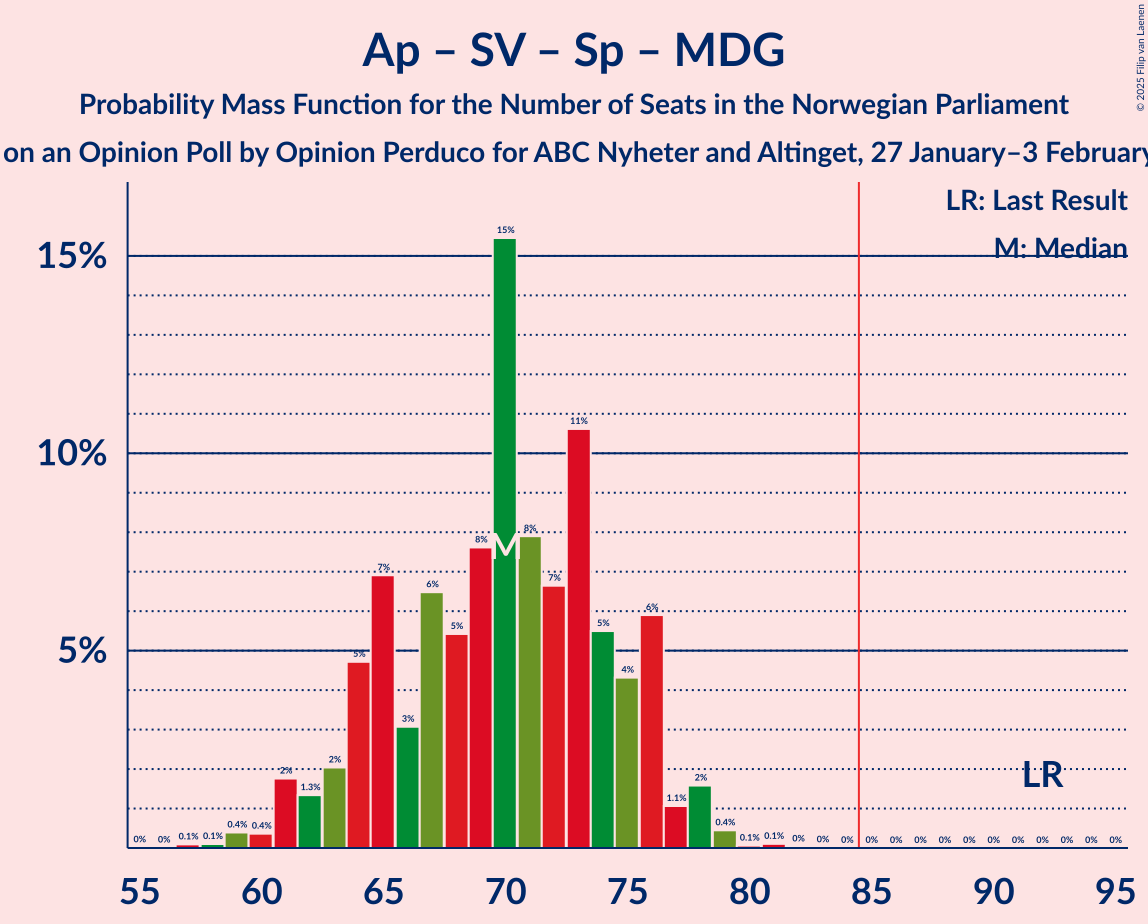 Ap – SV – Sp – MDG
Probability Mass Function for the Number of Seats in the Norwegian Parliament
on an Opinion Poll by Opinion Perduco for ABC Nyheter and Altinget, 27 January–3 February
© 2025 Filip van Laenen
LR: Last Result
M: Median
15%
10%
5%
0% 0% 0.1% 0.1% 0.4% 0.4% 2% 1.3% 2% 5% 7% 3% 6% 5% 8% 15% 8% 7% 11% 5% 4% 6% 1.1% 2% 0.4% 0.1% 0.1% 0% 0% 0% 0% 0% 0% 0% 0% 0% 0% 0% 0% 0% 0%
M
LR
55 60 65 70 75 80 85 90 95